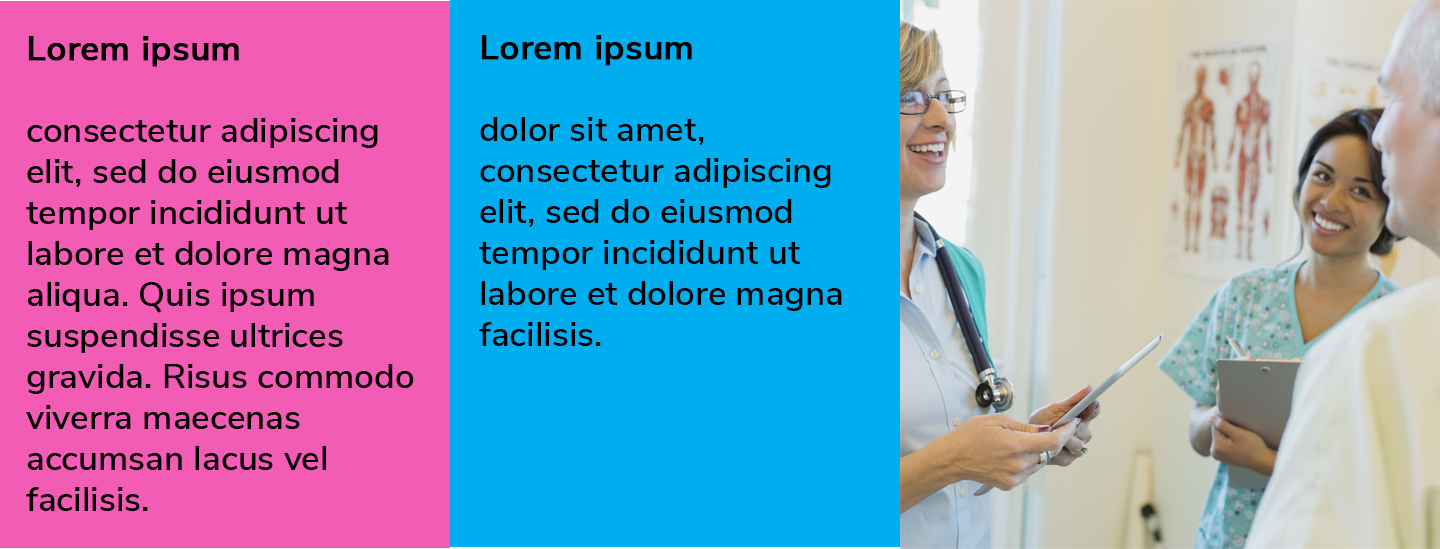 Lorem ipsum
consectetur adipiscing
elit, sed do eiusmod
tempor incididunt ut
labore et dolore magna
aliqua. Quis ipsum
suspendisse ultrices
gravida. Risus commodo
viverra maecenas
accumsan lacus vel
facilisis.
Lorem ipsum
dolor sit amet,
consectetur adipiscing
elit, sed do eiusmod
tempor incididunt ut
labore et dolore magna
facilisis.